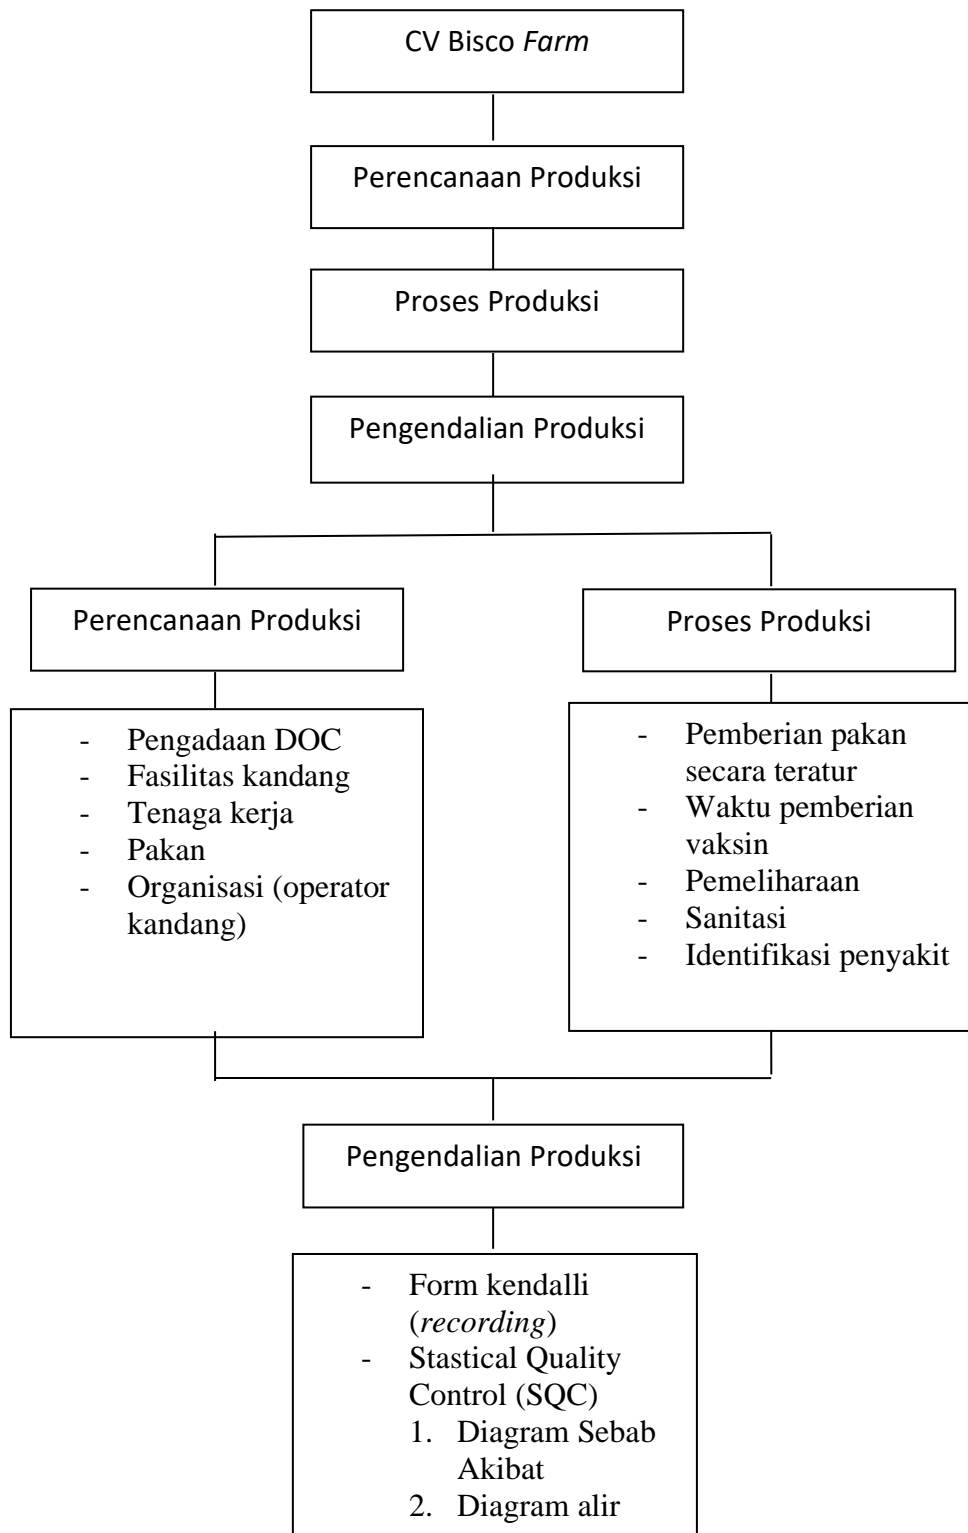 CV Bisco Farm
Perencanaan Produksi
Proses Produksi
Pengendalian Produksi
Perencanaan Produksi
- Pengadaan DOC
- Fasilitas kandang
- Tenaga kerja
- Pakan
- Organisasi (operator
kandang)
Proses Produksi
- Pemberian pakan
secara teratur
- Waktu pemberian
vaksin
- Pemeliharaan
- Sanitasi
- Identifikasi penyakit
Pengendalian Produksi
- Form kendalli
(recording)
- Stastical Quality
Control (SQC)
1. Diagram Sebab
Akibat
2. Diagram alir